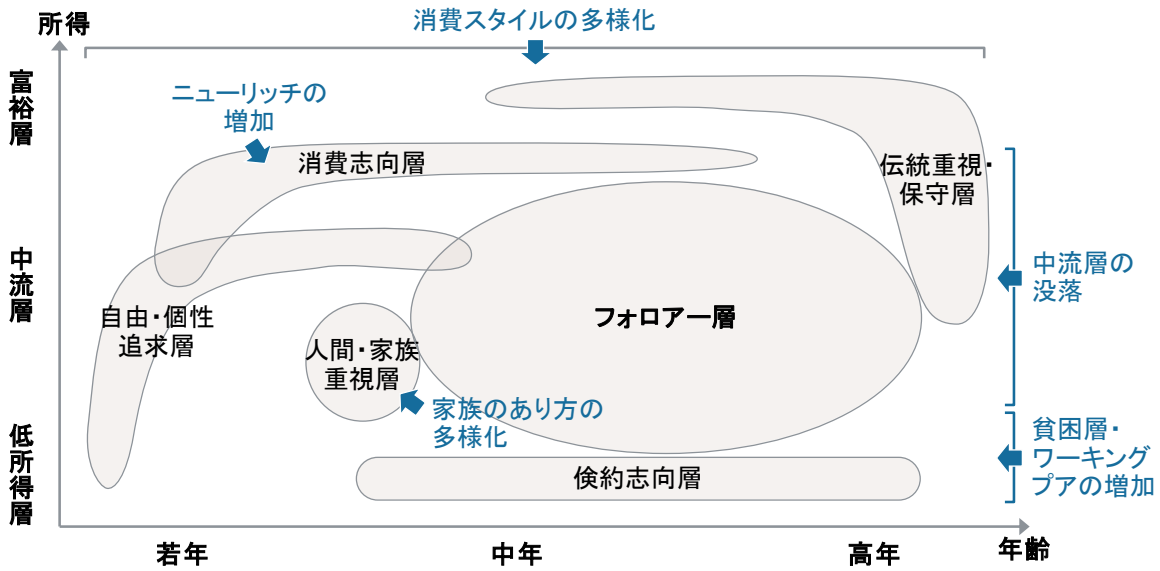 消費スタイルの多様化
所得
富裕層
ニューリッチの
増加
消費志向層
伝統重視・
保守層
中流層
中流層の
没落
自由・個性
追求層
フォロアー層
人間・家族
重視層
家族のあり方の
多様化
低所得層
貧困層・
ワーキング
プアの増加
倹約志向層
若年
中年
高年
年齢